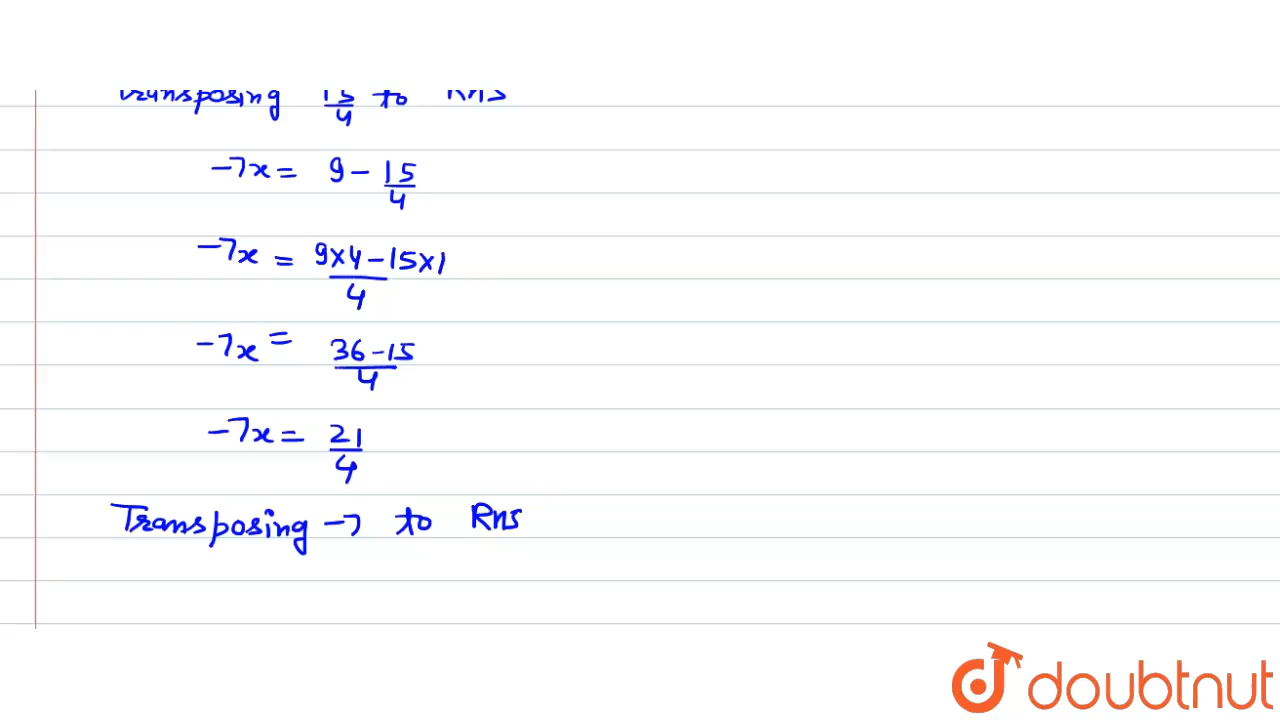 Transposing 15/4 to RHS
-7x = 9 - 15/4
-7x = 9×4-15×1/4
-7x = 36-15/4
-7x = 21/4
Transposing -7 to RHS
doubtnut